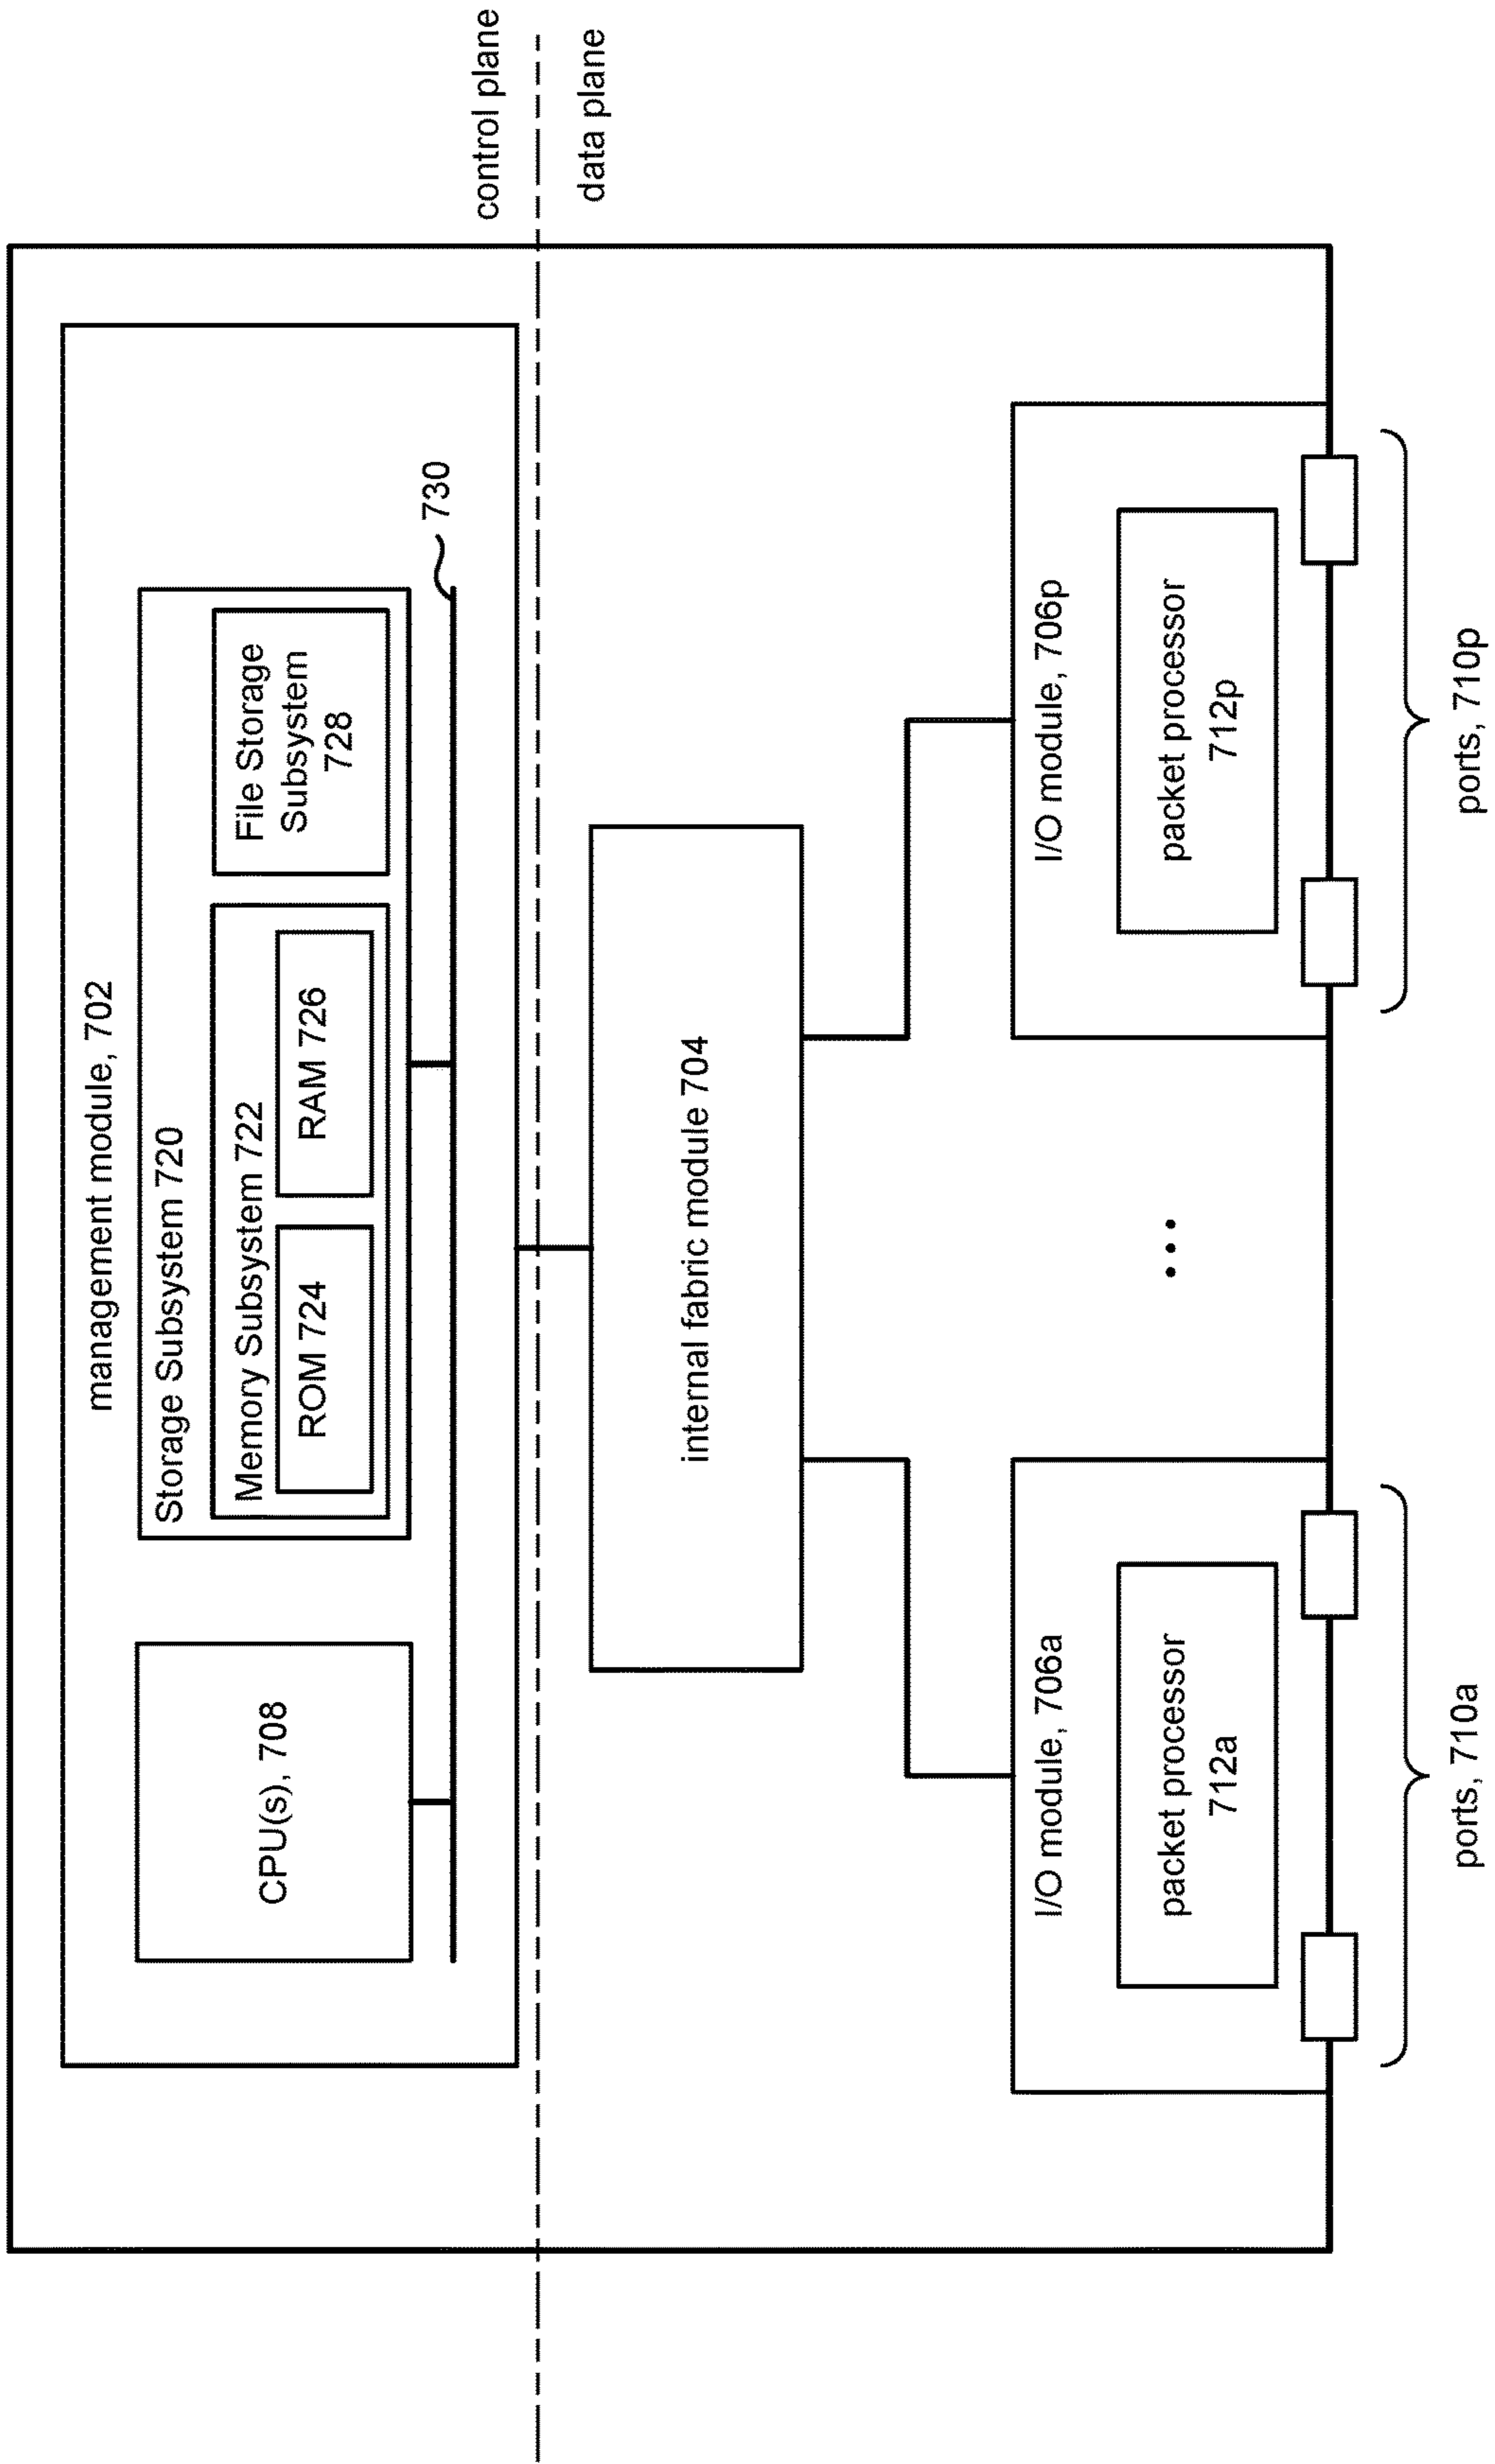 management module, 702
CPU(s), 708
Storage Subsystem 720
Memory Subsystem 722
ROM 724
RAM 726
File Storage
Subsystem
728
730
control plane
data plane
internal fabric module 704
I/O module, 706a
packet processor
712a
...
I/O module, 706p
packet processor
712p
ports, 710a
ports, 710p